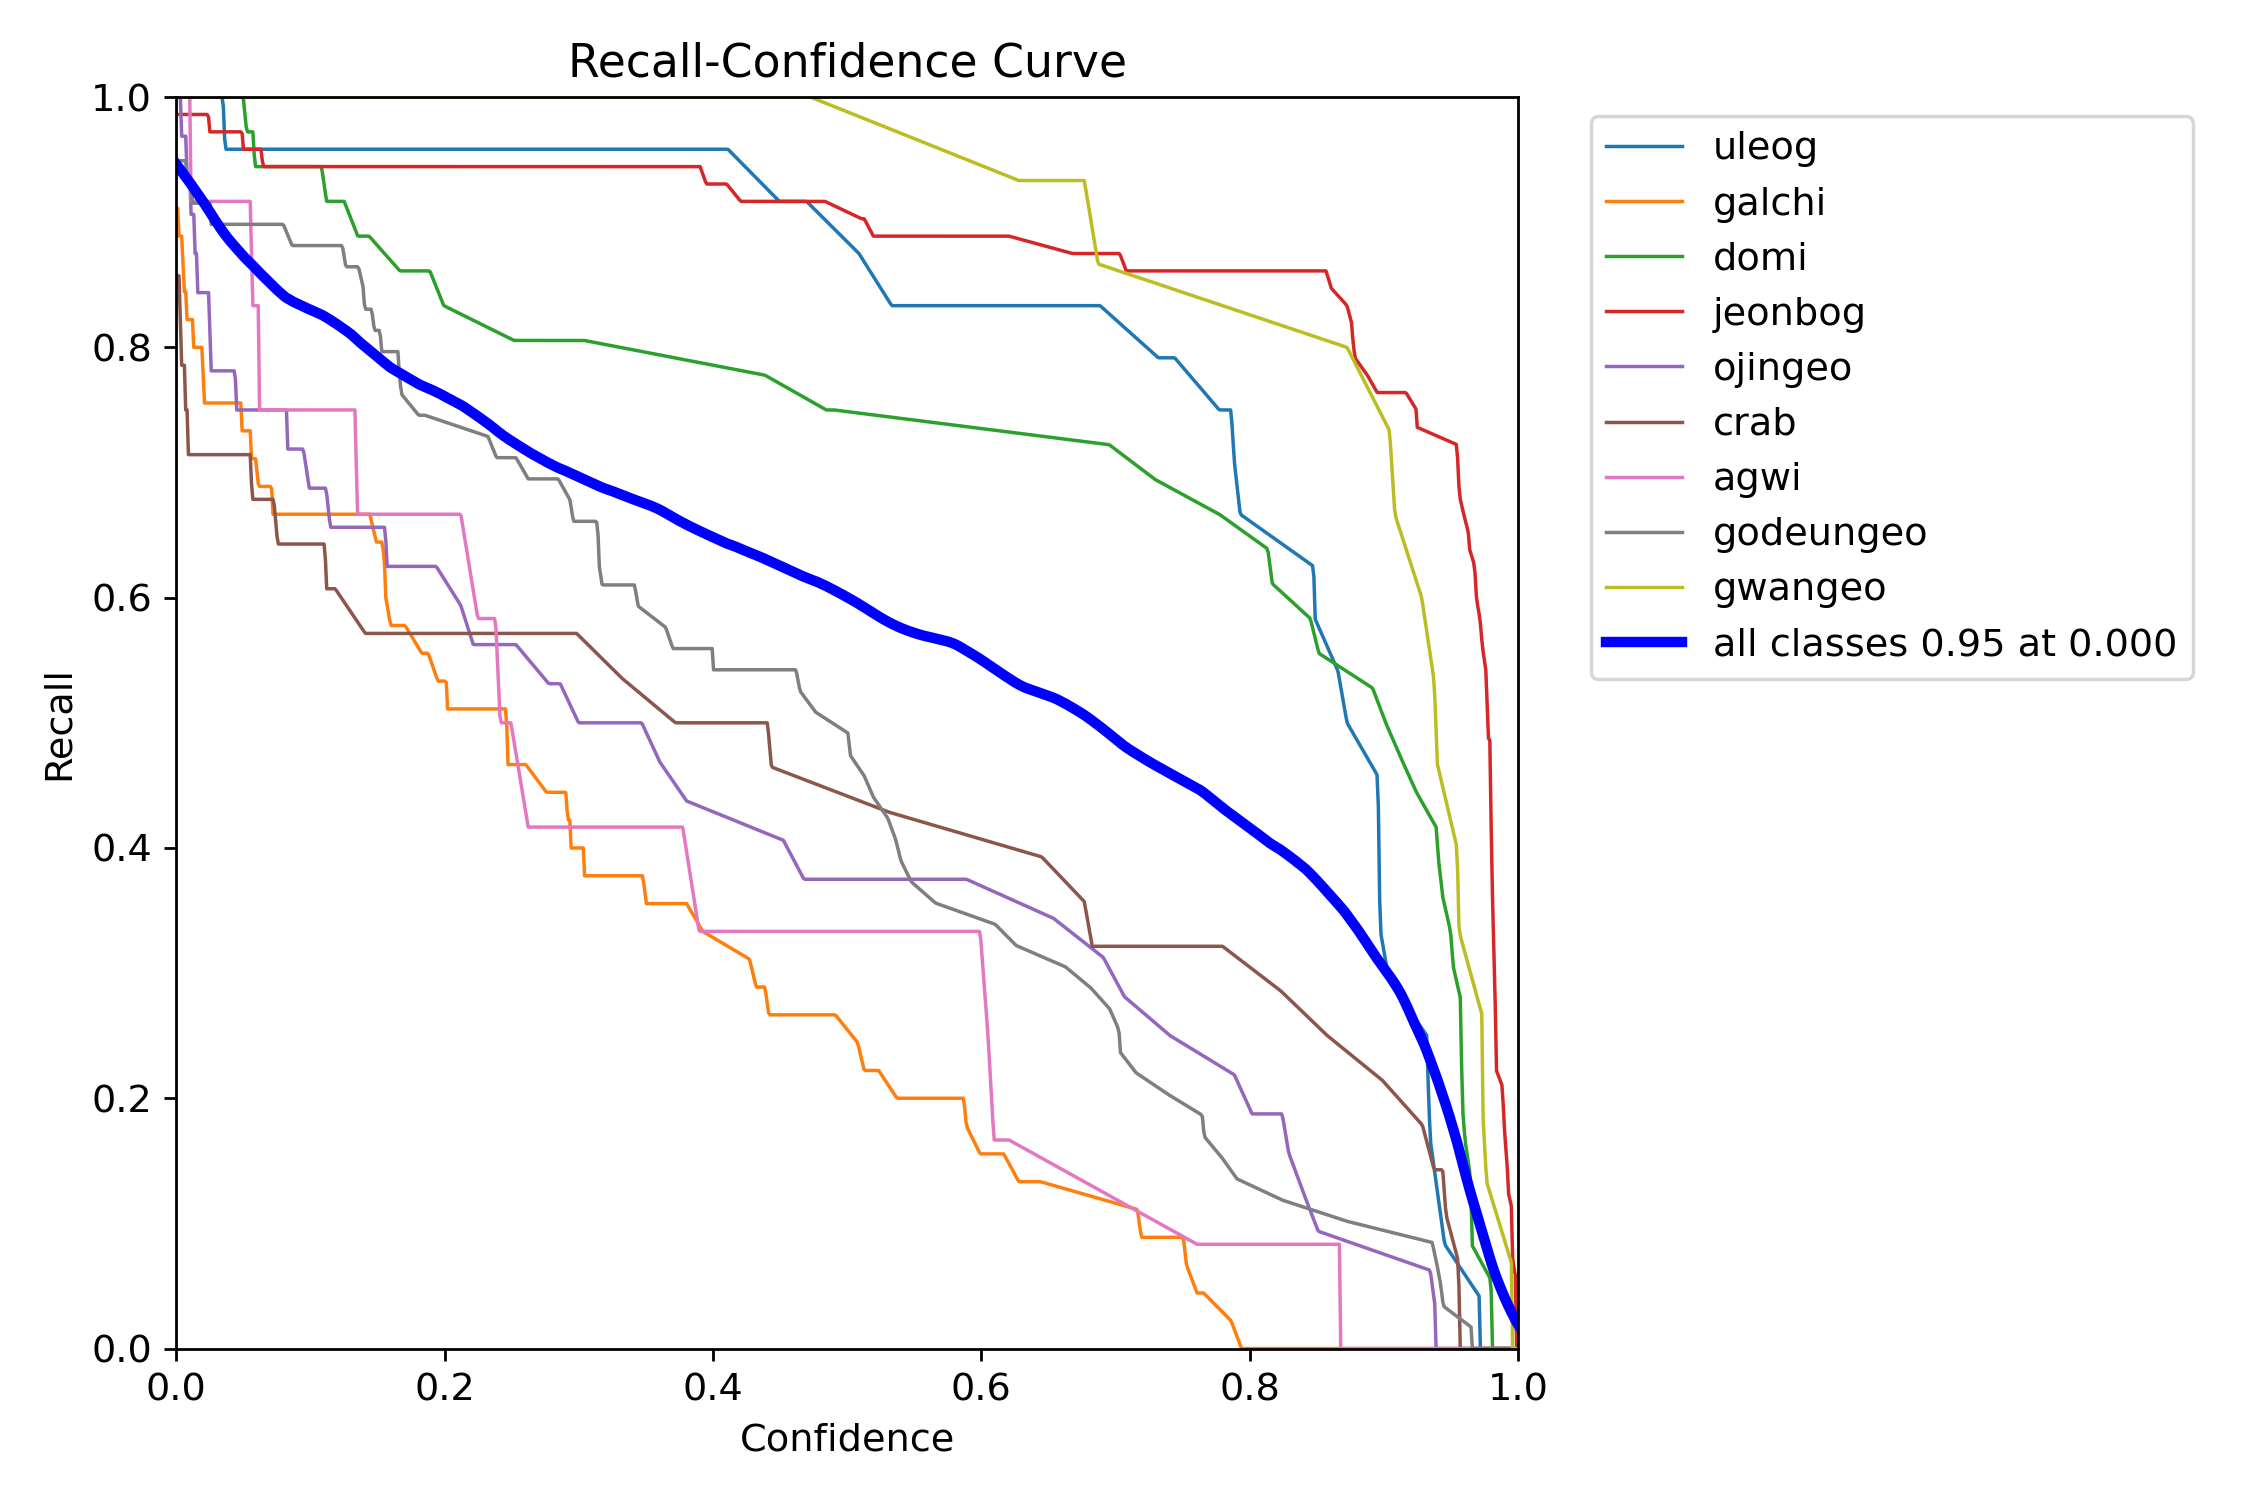 Recall-Confidence Curve
1.0
0.8
0.6
0.4
0.2
0.0
Recall
0.0 0.2 0.4 0.6 0.8 1.0
Confidence
uleog
galchi
domi
jeonbog
ojingeo
crab
agwi
godeungeo
gwangeo
all classes 0.95 at 0.000